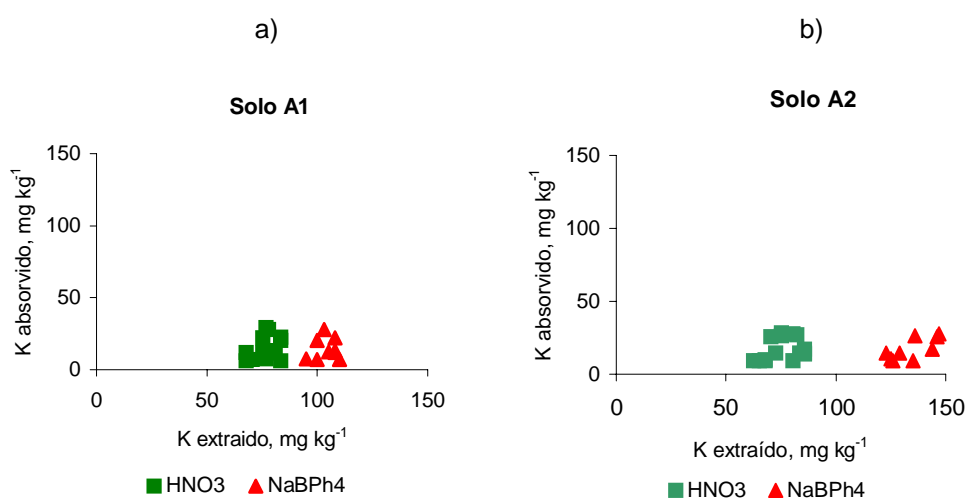 a)
b)
Solo A1
Solo A2
K absorvido, mg kg-1
150
100
50
0
0
50
100
150
K extraido, mg kg-1
HNO3
NaBPh4
K absorvido, mg kg-1
150
100
50
0
0
50
100
150
K extraído, mg kg-1
HNO3
NaBPh4